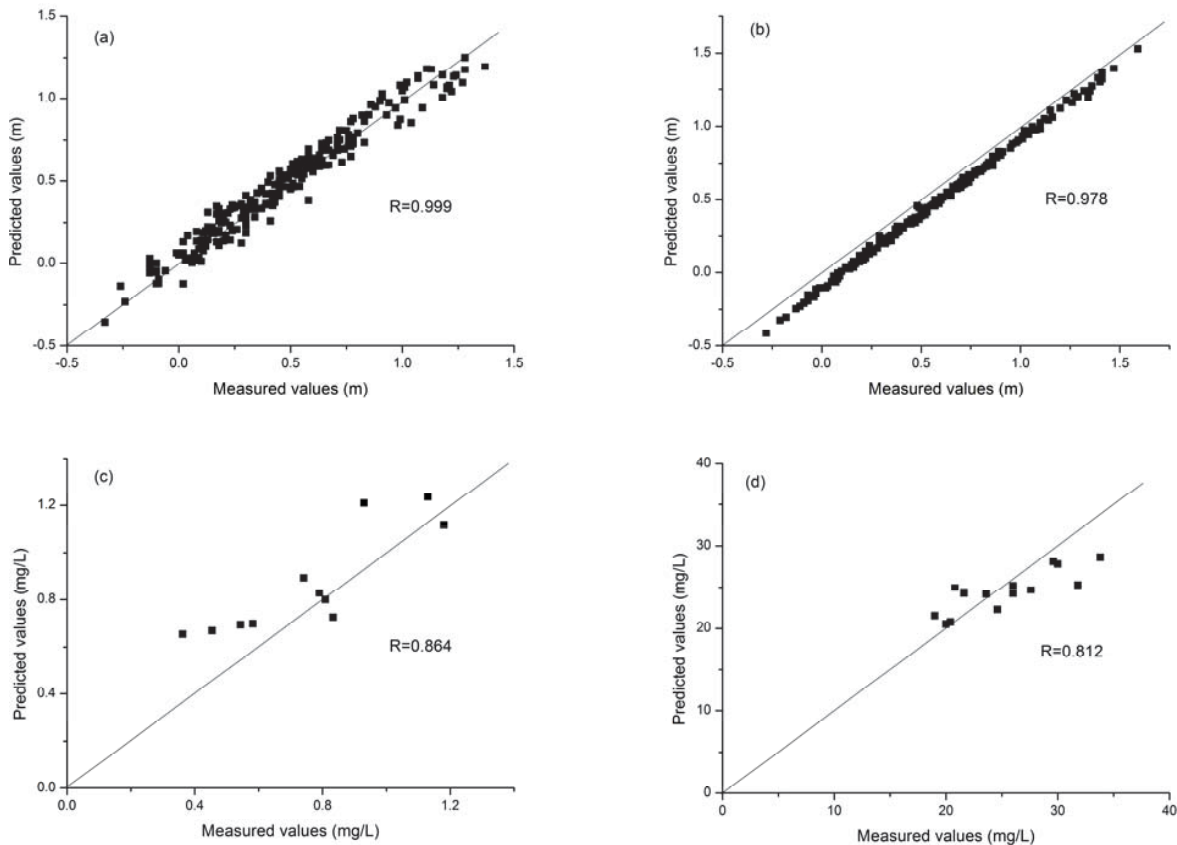 (a)
1.5
1.0
0.5
0.0
-0.5
Predicted values (m)
R=0.999
-0.5 0.0 0.5 1.0 1.5
Measured values (m)
(b)
1.5
1.0
0.5
0.0
-0.5
Predicted values (m)
R=0.978
-0.5 0.0 0.5 1.0 1.5
Measured values (m)
(c)
1.2
0.8
0.4
0.0
Predicted values (mg/L)
R=0.864
0.0 0.4 0.8 1.2
Measured values (mg/L)
(d)
40
30
20
10
0
Predicted values (mg/L)
R=0.812
0 10 20 30 40
Measured values (mg/L)